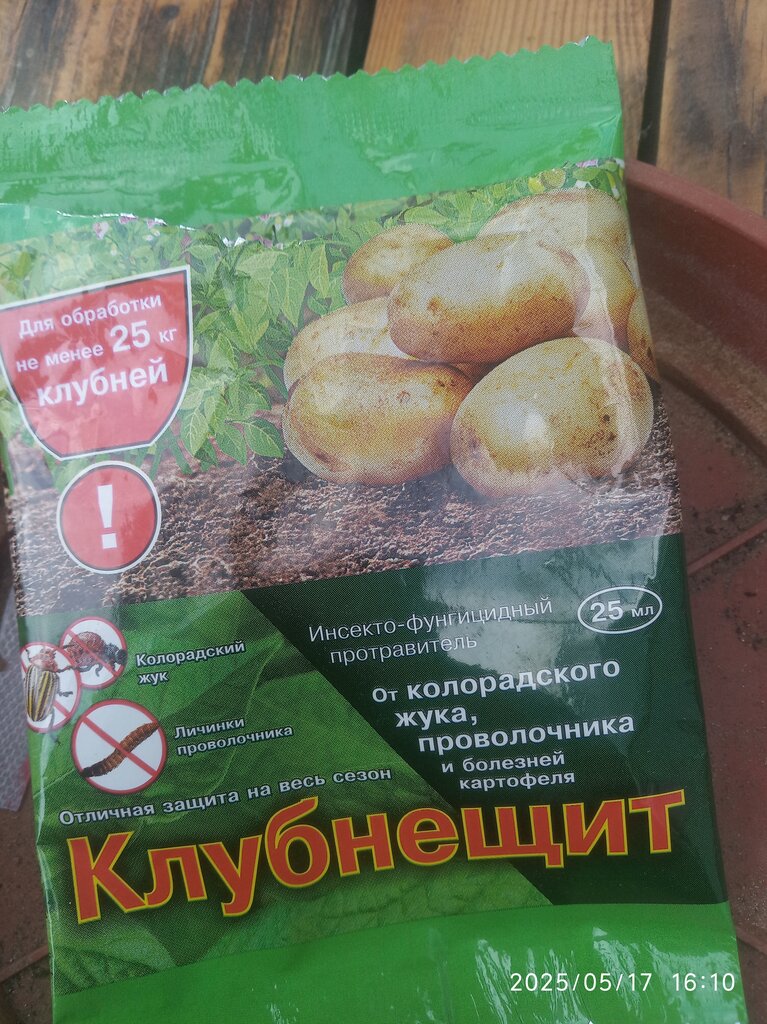 Для обработки
не менее 25 кг
клубней
!
Инсекто-фунгицидный
протравитель
25 мл
От колорадского
жука,
проволочника
и болезней
картофеля
Колорадский
жук
Личинки
проволочника
Отличная защита на весь сезон
Клубнещит
2025/05/17 16:10